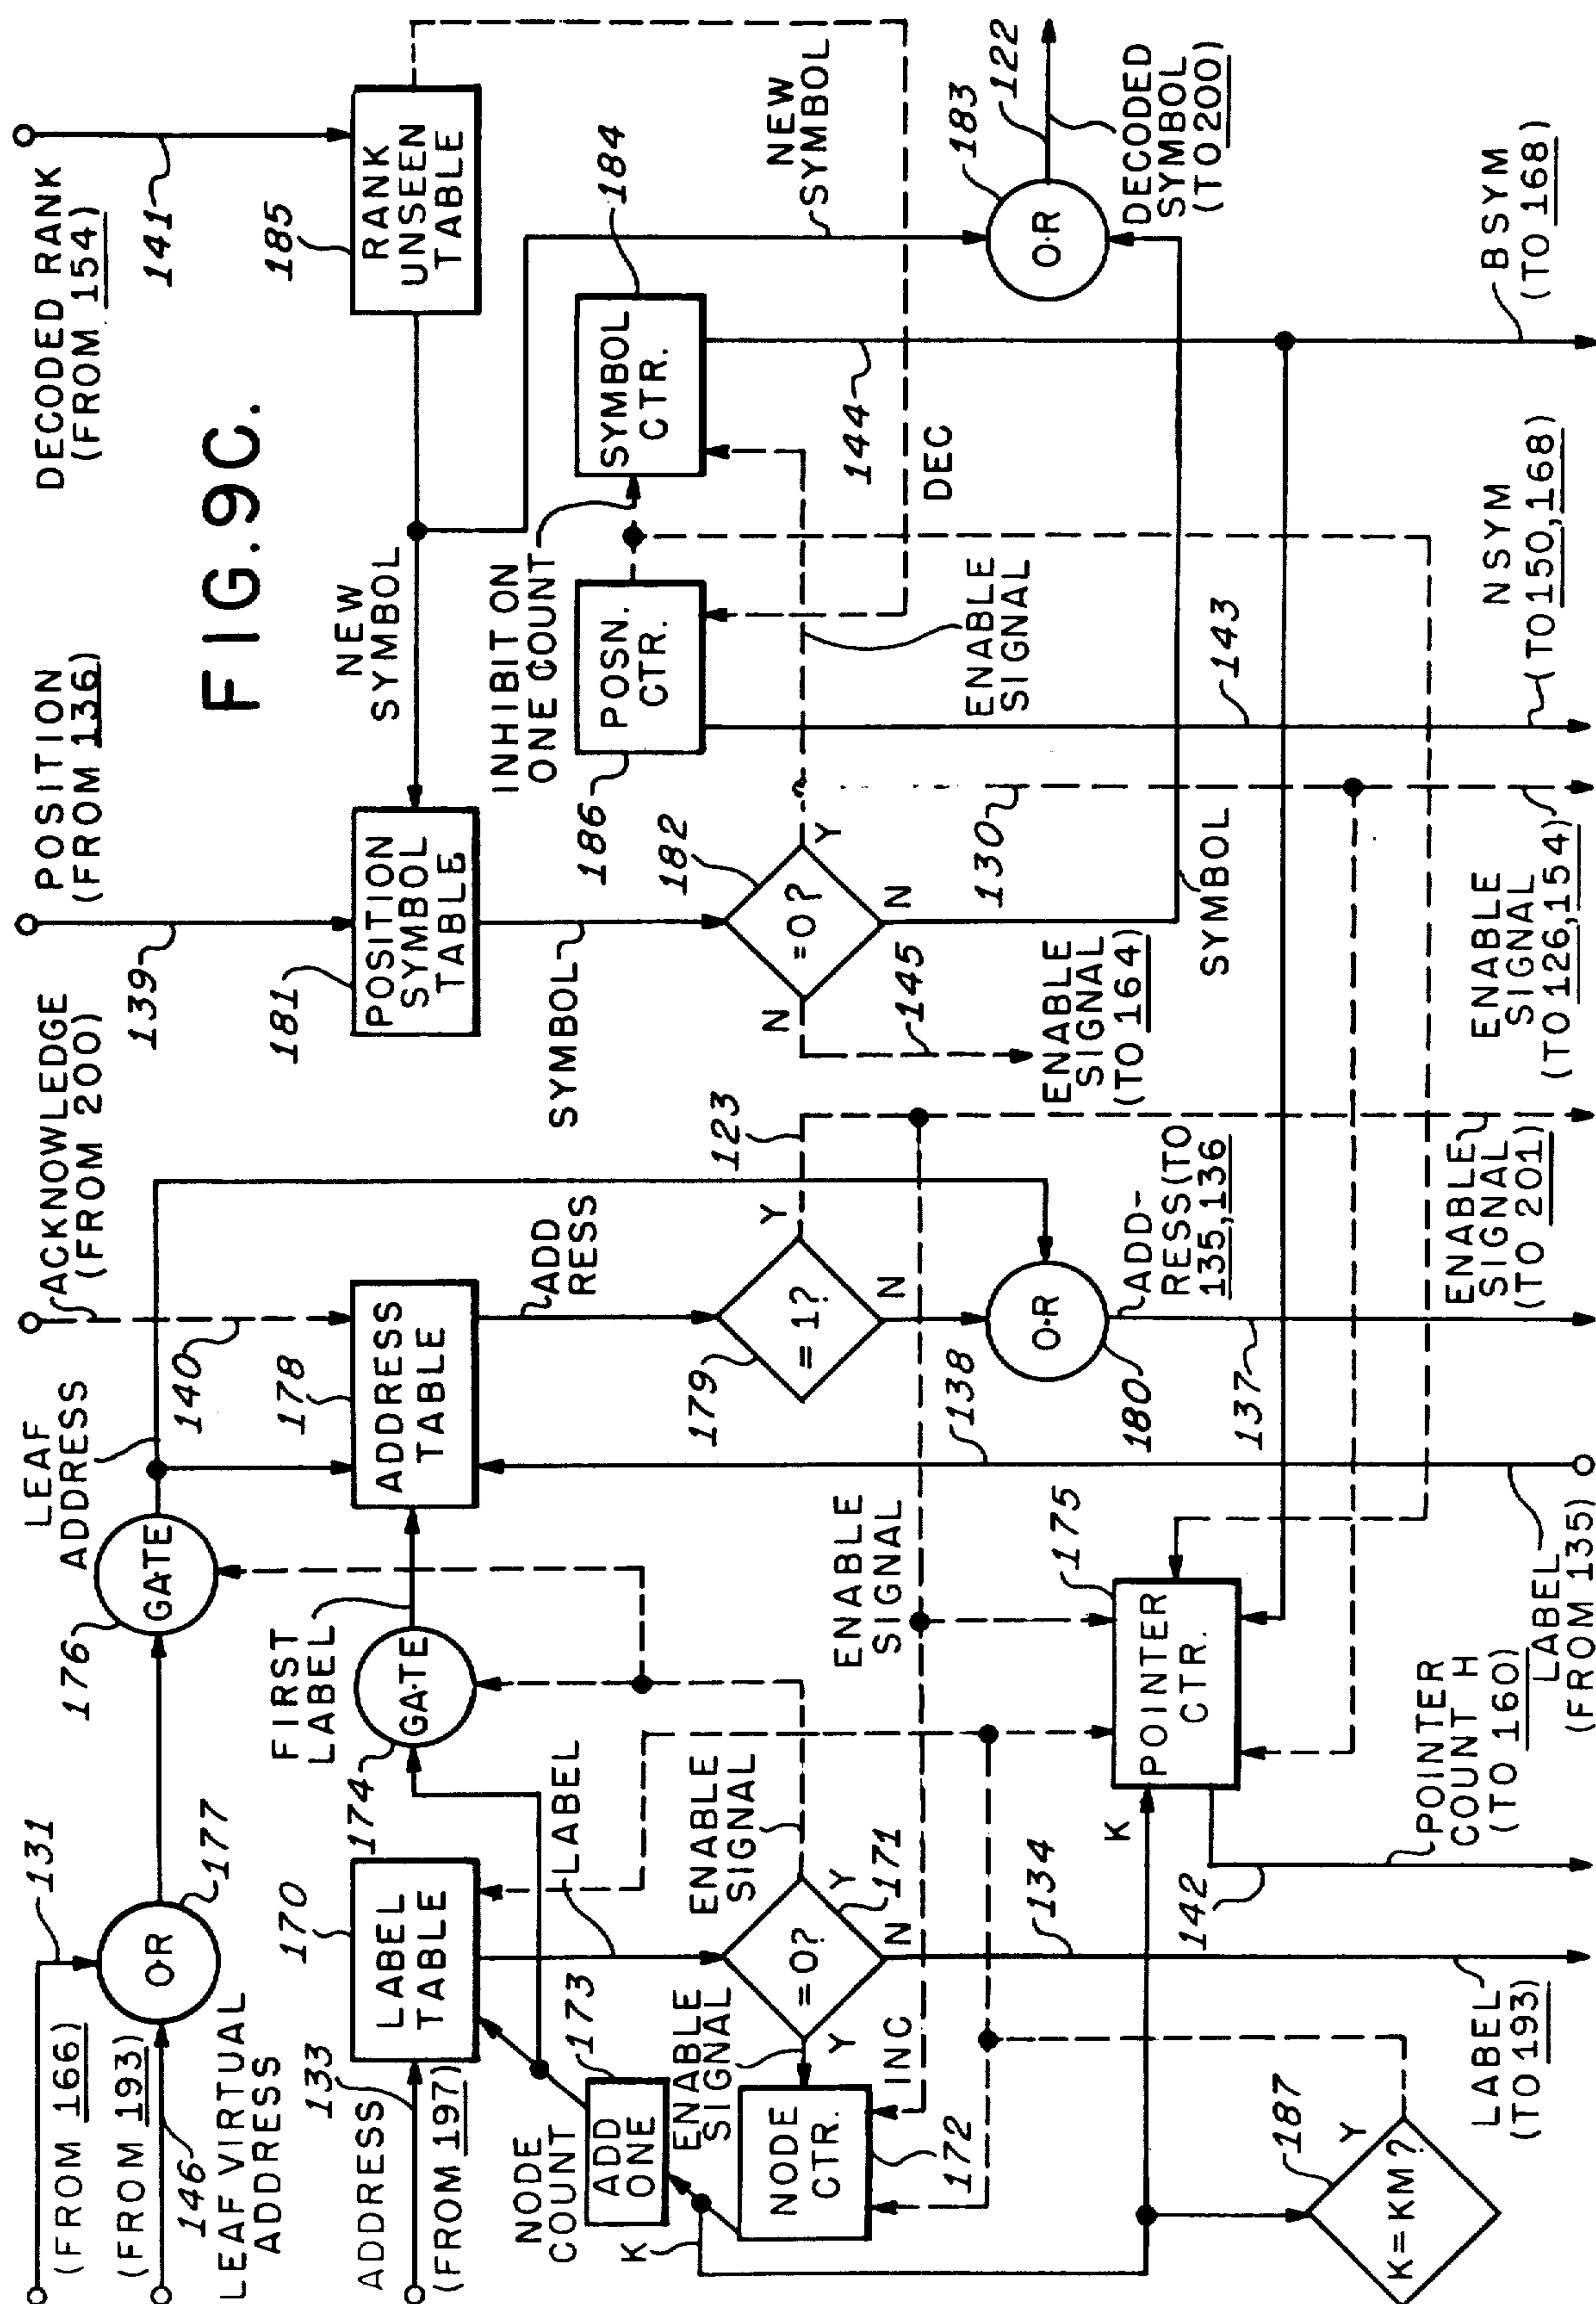 FIG.9C.
DECODED RANK
(FROM 154)
141
185
RANK
UNSEEN
TABLE
POSITION
(FROM 136)
139
181
POSITION
SYMBOL
TABLE
NEW
SYMBOL
NEW
SYMBOL
184
SYMBOL
CTR.
INHIBIT ON
ONE COUNT
186
POSN.
CTR.
183
OR
122
DECODED
SYMBOL
(TO 200)
144
DEC
BSYM
(TO 168)
NSYM
(TO 150,168)
143
ENABLE
SIGNAL
SYMBOL
182
=0?
Y
N
N
145
ENABLE
SIGNAL
(TO 164)
130
SYMBOL
ENABLE
SIGNAL
(TO 126,154)
ACKNOWLEDGE
(FROM 200)
140
LEAF
ADDRESS
178
ADDRESS
TABLE
ADD
RESS
179
=1?
Y
N
123
OR
180
ADD-
RESS(TO
135,136
137
138
ENABLE
SIGNAL
(TO 201)
176
GATE
FIRST
LABEL
174
GATE
ENABLE
SIGNAL
175
POINTER
CTR.
LABEL
(FROM 135)
POINTER
COUNT H
(TO 160)
142
K
131
(FROM 166)
OR
177
(FROM 193)
146
LEAF VIRTUAL
ADDRESS
170
LABEL
TABLE
133
ADDRESS
(FROM 197)
LABEL
173
ADD
ONE
NODE
COUNT
K
ENABLE
SIGNAL
ENABLE
SIGNAL
171
=0?
Y
Y
N
134
LABEL
(TO 193)
INC
NODE
CTR.
172
187
Y
K=KM?